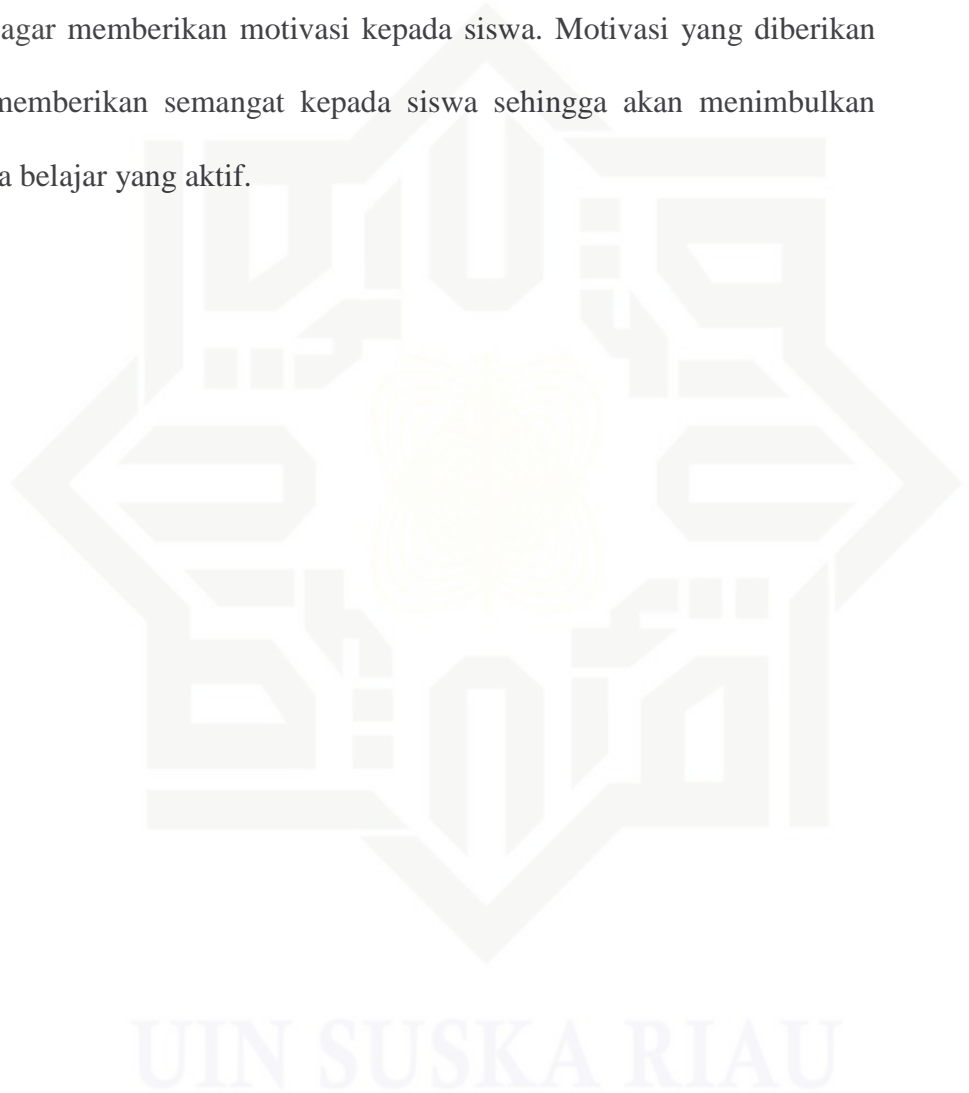 agar memberikan motivasi kepada siswa. Motivasi yang diberikan
memberikan semangat kepada siswa sehingga akan menimbulkan
a belajar yang aktif.
UIN SUSKA RIAU